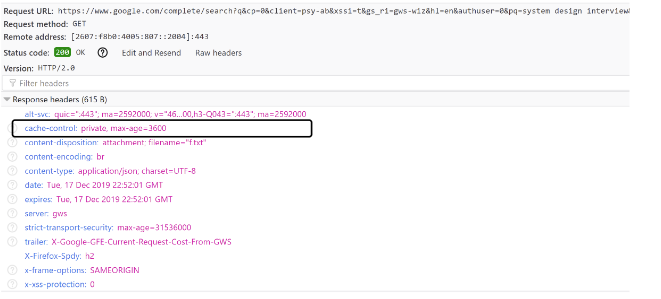 Request URL: https://www.google.com/complete/search?q&cp=0&client=psy-ab&xssi=t&gs_ri=gws-wiz&hl=en&authuser=0&pq=system design interview&
Request method: GET
Remote address: [2607:f8b0:4005:807::2004]:443
Status code: 200 OK Edit and Resend Raw headers
Version: HTTP/2.0
Filter headers
Response headers (615 B)
alt-svc: quic=":443"; ma=2592000; v="46...00,h3-Q043=":443"; ma=2592000
cache-control: private, max-age=3600
content-disposition: attachment; filename="f.txt"
content-encoding: br
content-type: application/json; charset=UTF-8
date: Tue, 17 Dec 2019 22:52:01 GMT
expires: Tue, 17 Dec 2019 22:52:01 GMT
server: gws
strict-transport-security: max-age=31536000
trailer: X-Google-GFE-Current-Request-Cost-From-GWS
X-Firefox-Spdy: h2
x-frame-options: SAMEORIGIN
x-xss-protection: 0